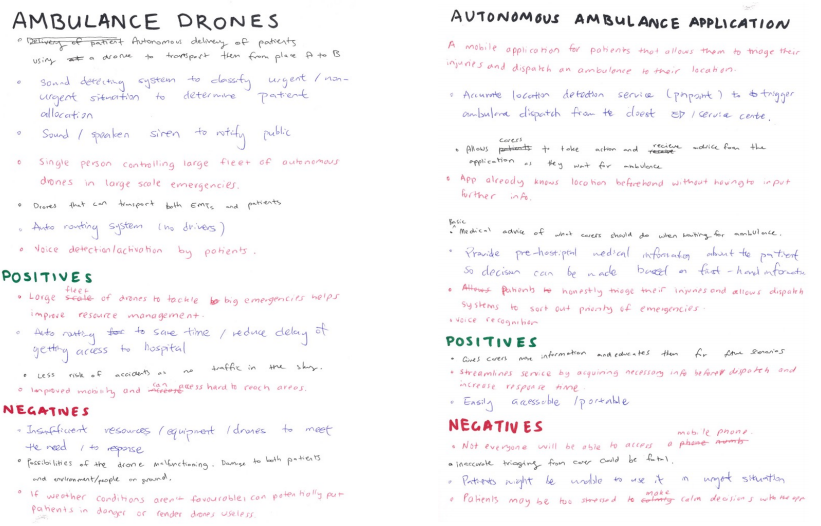 AMBULANCE DRONES
Delivery of patient Autonomous delivery of patients
using a drone to transport them from place A to B
Sound detecting system to classify urgent / non-
urgent situation to determine patient
allocation
Sound / speaker siren to notify public
Single person controlling large fleet of autonomous
drones in large scale emergencies.
Drones that can transport both EMTs and patients
Auto routing system (no drivers)
Voice detection/activation by patients.
POSITIVES
fleet
Large scale of drones to tackle big emergencies helps
improve resource management.
Auto routing to save time / reduce delay of
getting access to hospital
Less risk of accidents as no traffic in the sky.
can
Improved mobility and access hard to reach areas.
NEGATIVES
Insufficient resources / equipment / drones to meet
the need / to response
Possibilities of the drone malfunctioning. Damage to both patients
and environment/people on ground.
If weather conditions aren't favourable; can potentially put
patients in danger or render drones useless.
AUTONOMOUS AMBULANCE APPLICATION
A mobile application for patients that allows them to triage their
injuries and dispatch an ambulance to their location.
Accurate location detection service (pinpoint) to trigger
ambulance dispatch from the closest ED / service centre.
carers
Allows patients to take action and recieve advice from the
application as they wait for ambulance
App already knows location beforehand without having to input
further info.
Basic
Medical advice of what carers should do when waiting for ambulance.
Provide pre-hospital medical information about the patient
so decision can be made based on first-hand informatio
Allows Patients to honestly triage their injuries and allows dispatch
systems to sort out priority of emergencies.
Voice recognition
POSITIVES
Gives carers more information and educates them for future scenarios
Streamlines service by acquiring necessary info before dispatch and
increase response time.
Easily accessible / portable
NEGATIVES
mobile phone.
Not everyone will be able to access a phone
Inaccurate triaging from carer could be fatal.
Patients might be unable to use it in urgent situation
make
Patients may be too stressed to calm decisions with the app